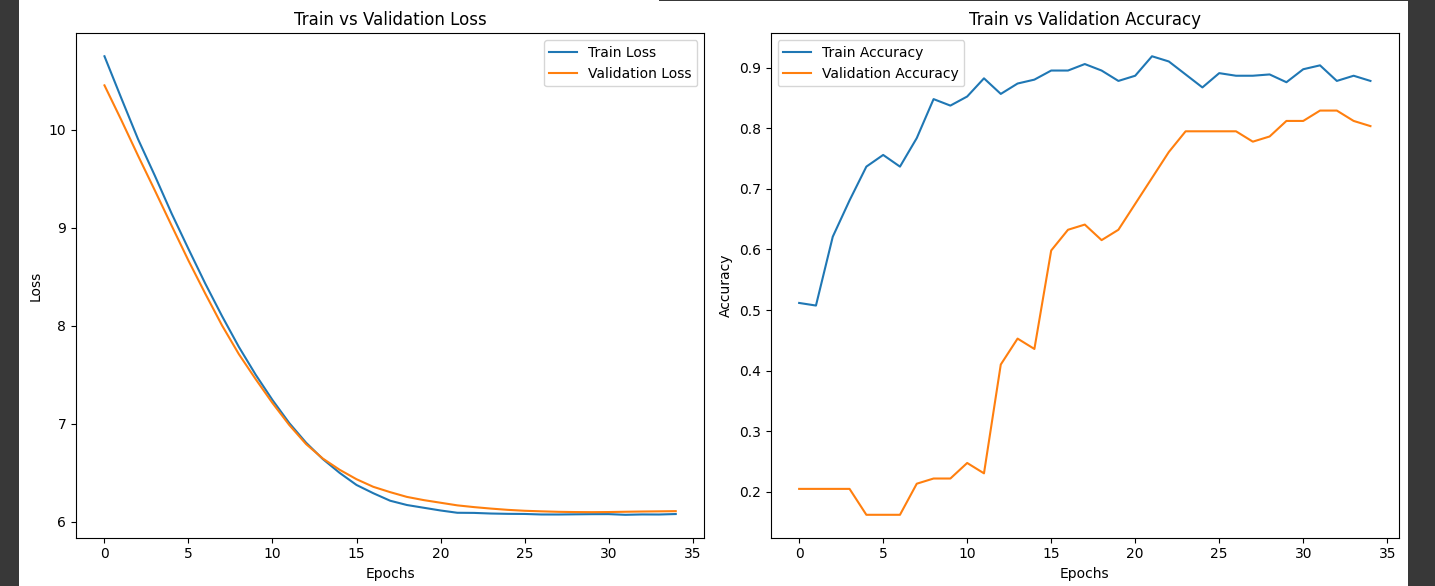 Train vs Validation Loss
Train Loss
Validation Loss
10
9
8
7
6
Loss
0 5 10 15 20 25 30 35
Epochs
Train vs Validation Accuracy
Train Accuracy
Validation Accuracy
0.9
0.8
0.7
0.6
0.5
0.4
0.3
0.2
Accuracy
0 5 10 15 20 25 30 35
Epochs